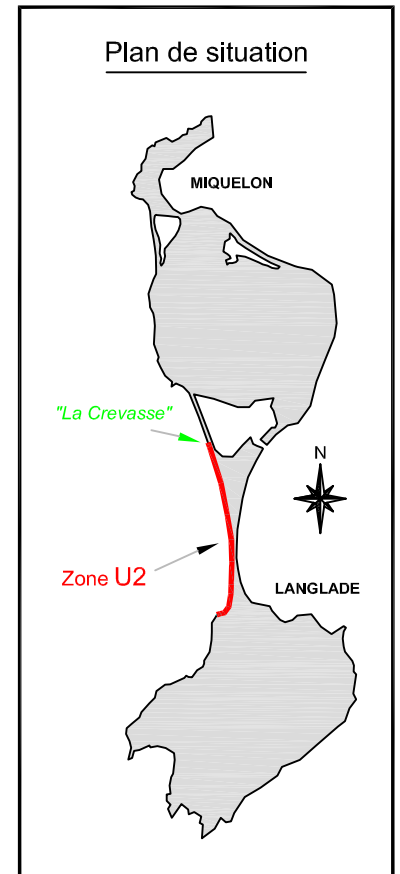 Plan de situation
MIQUELON
"La Crevasse"
N
Zone U2
LANGLADE